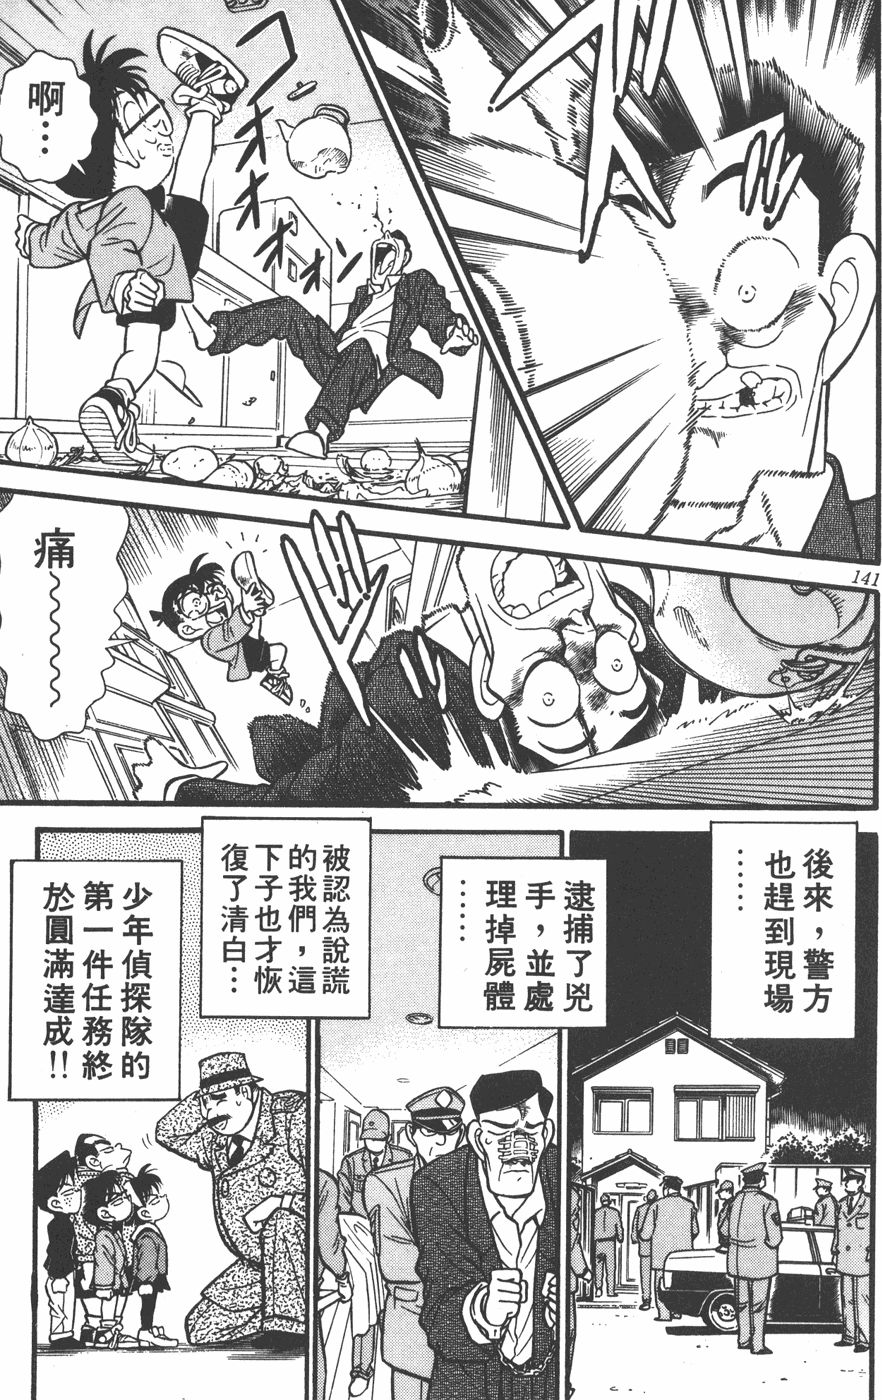 コ
オ
オ
オ
オ
ン
啊…
141
痛
後來，警方
也趕到現場
……
逮捕了兇
手，並處
理掉屍體
……
被認為說謊
的我們，這
下子也才恢
復了清白…
少年偵探隊的
第一件任務終
於圓滿達成!!